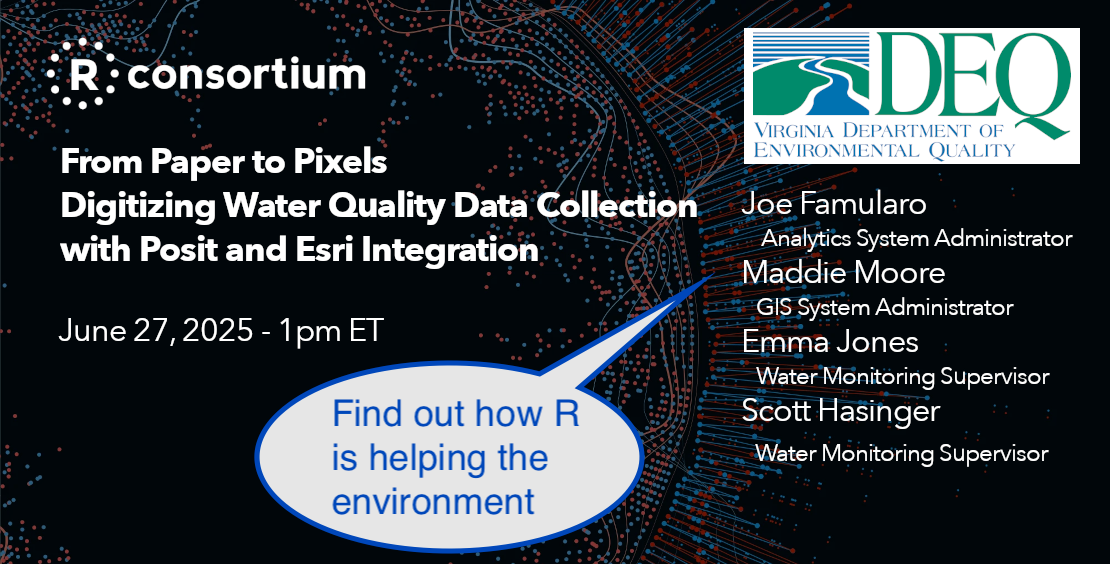 R consortium
From Paper to Pixels
Digitizing Water Quality Data Collection
with Posit and Esri Integration
June 27, 2025 - 1pm ET
Find out how R
is helping the
environment
DEQ
VIRGINIA DEPARTMENT OF
ENVIRONMENTAL QUALITY
Joe Famularo
Analytics System Administrator
Maddie Moore
GIS System Administrator
Emma Jones
Water Monitoring Supervisor
Scott Hasinger
Water Monitoring Supervisor